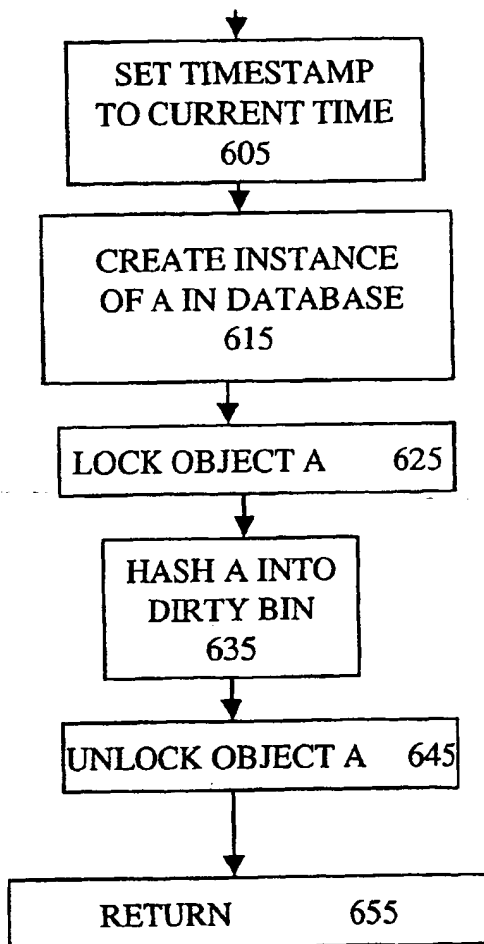 SET TIMESTAMP
TO CURRENT TIME
605
CREATE INSTANCE
OF A IN DATABASE
615
LOCK OBJECT A 625
HASH A INTO
DIRTY BIN
635
UNLOCK OBJECT A 645
RETURN 655